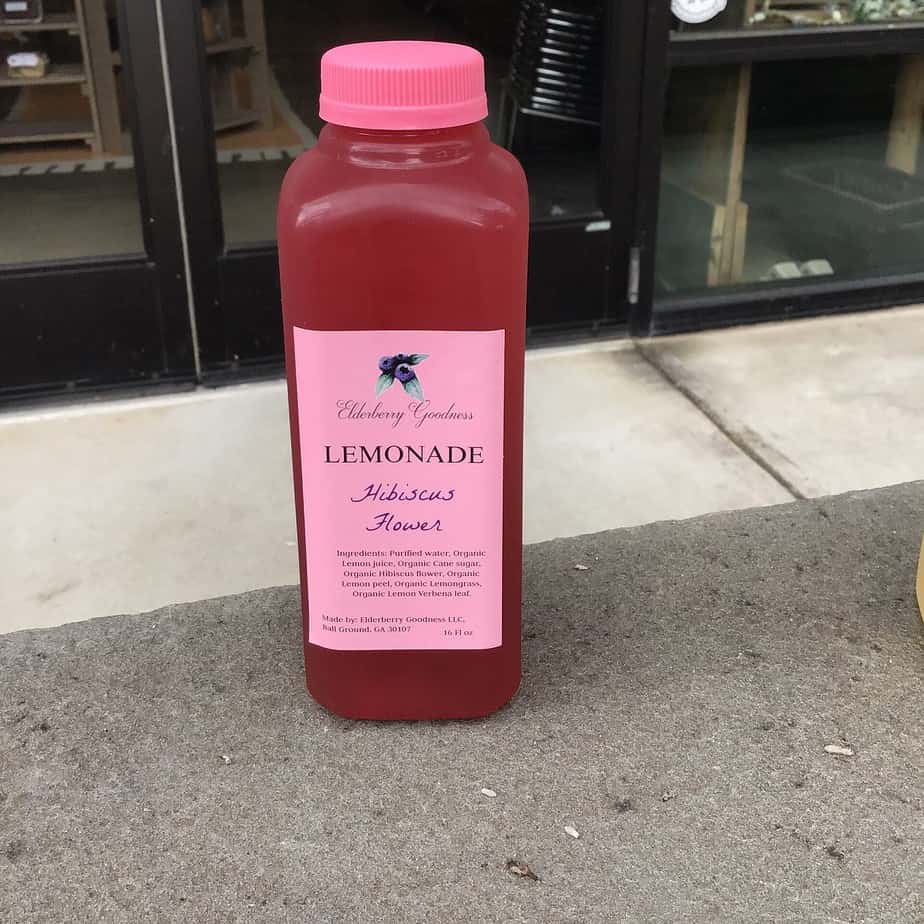 Elderberry Goodness
LEMONADE
Hibiscus
Flower
Ingredients: Purified water, Organic
Lemon juice, Organic Cane sugar,
Organic Hibiscus flower, Organic
Lemon peel, Organic Lemongrass,
Organic Lemon Verbena leaf.
Made by: Elderberry Goodness LLC,
Ball Ground, GA 30107
16 Fl oz